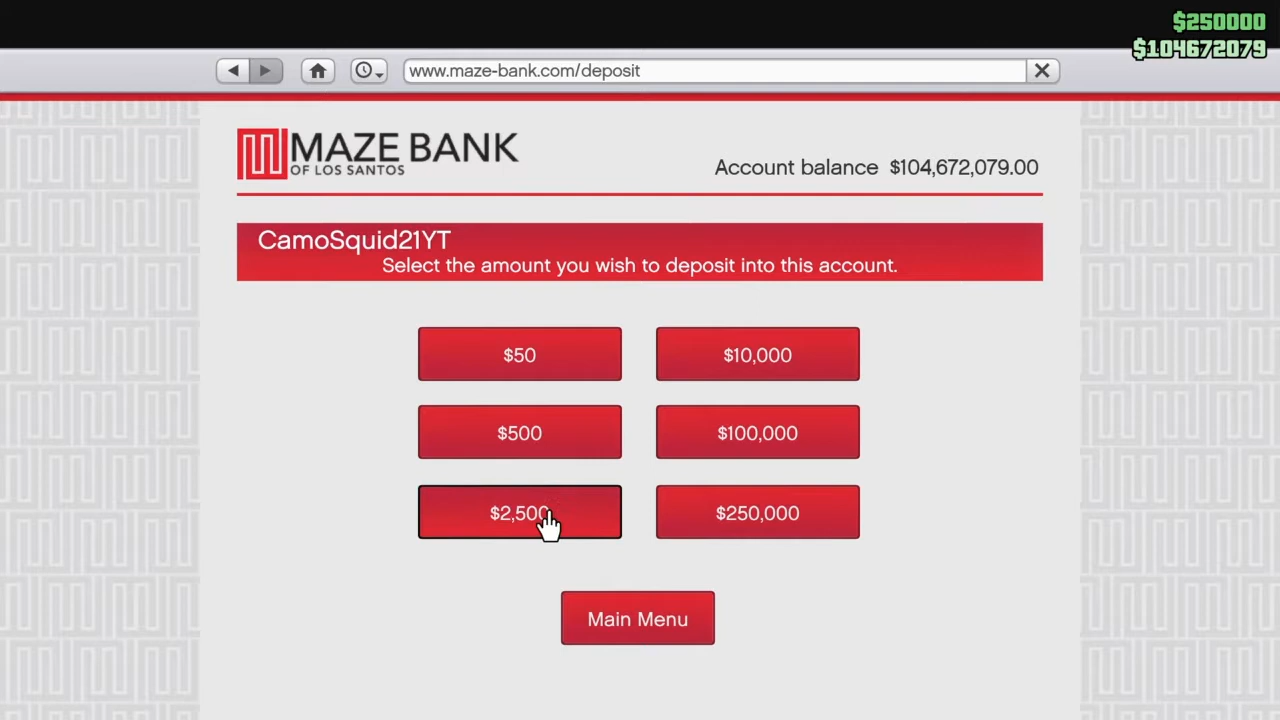 $250000
$104672079
www.maze-bank.com/deposit
MAZE BANK
OF LOS SANTOS
Account balance $104,672,079.00
CamoSquid21YT
Select the amount you wish to deposit into this account.
$50
$10,000
$500
$100,000
$2,500
$250,000
Main Menu